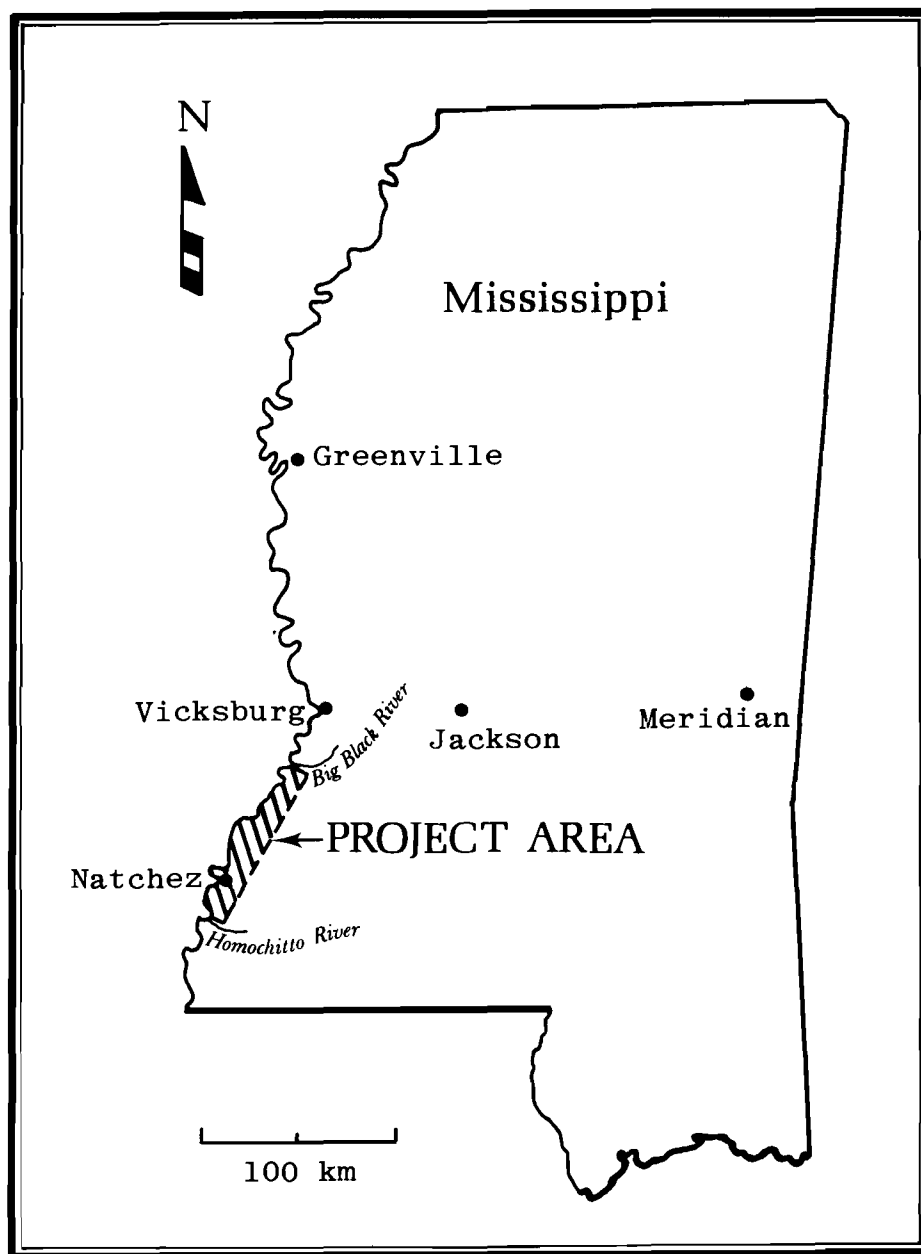 N
Mississippi
Greenville
Vicksburg
Big Black River
Jackson
Meridian
PROJECT AREA
Natchez
Homochitto River
100 km